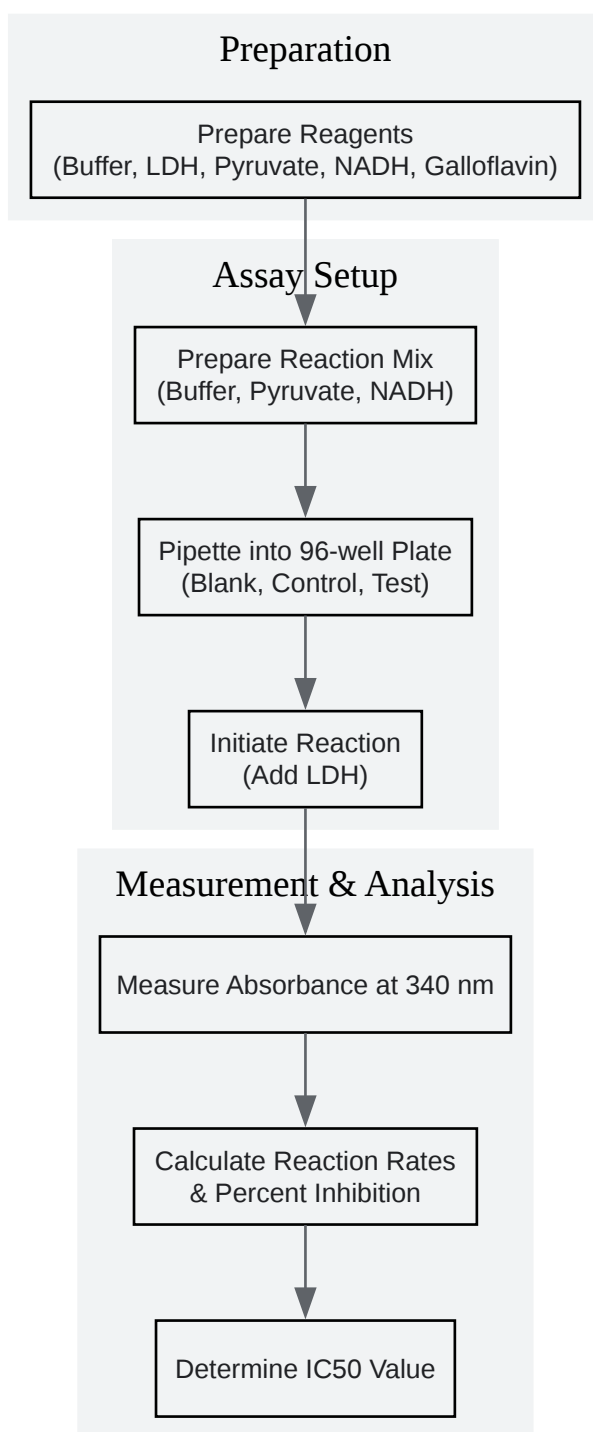 Preparation
Prepare Reagents
(Buffer, LDH, Pyruvate, NADH, Galloflavin)
Assay Setup
Prepare Reaction Mix
(Buffer, Pyruvate, NADH)
Pipette into 96-well Plate
(Blank, Control, Test)
Initiate Reaction
(Add LDH)
Measurement & Analysis
Measure Absorbance at 340 nm
Calculate Reaction Rates
& Percent Inhibition
Determine IC50 Value